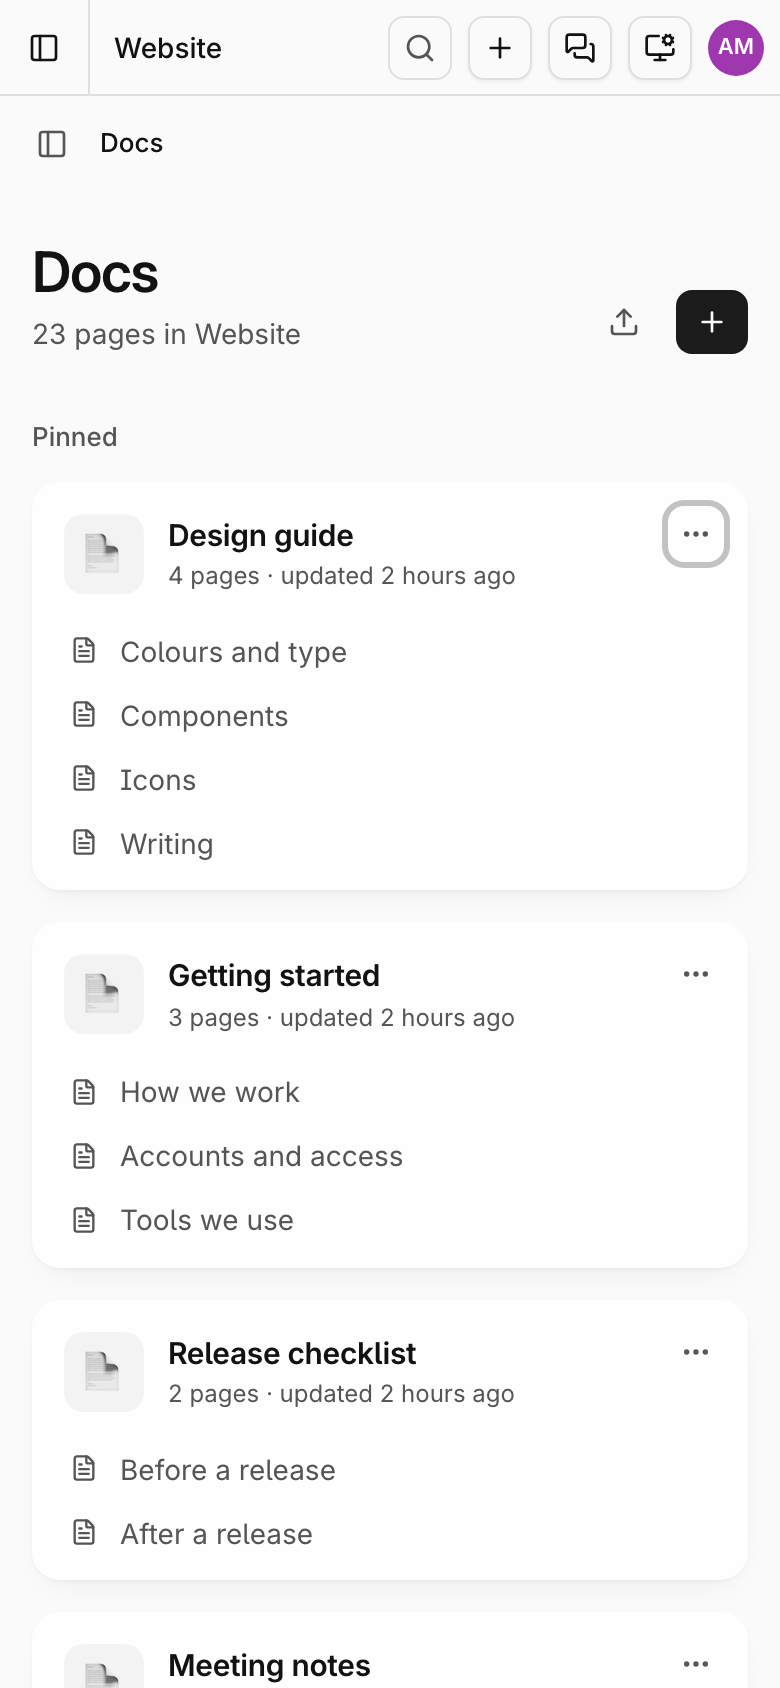 Website
AM
Docs
Docs
23 pages in Website
Pinned
Design guide
4 pages · updated 2 hours ago
Colours and type
Components
Icons
Writing
Getting started
3 pages · updated 2 hours ago
How we work
Accounts and access
Tools we use
Release checklist
2 pages · updated 2 hours ago
Before a release
After a release
Meeting notes